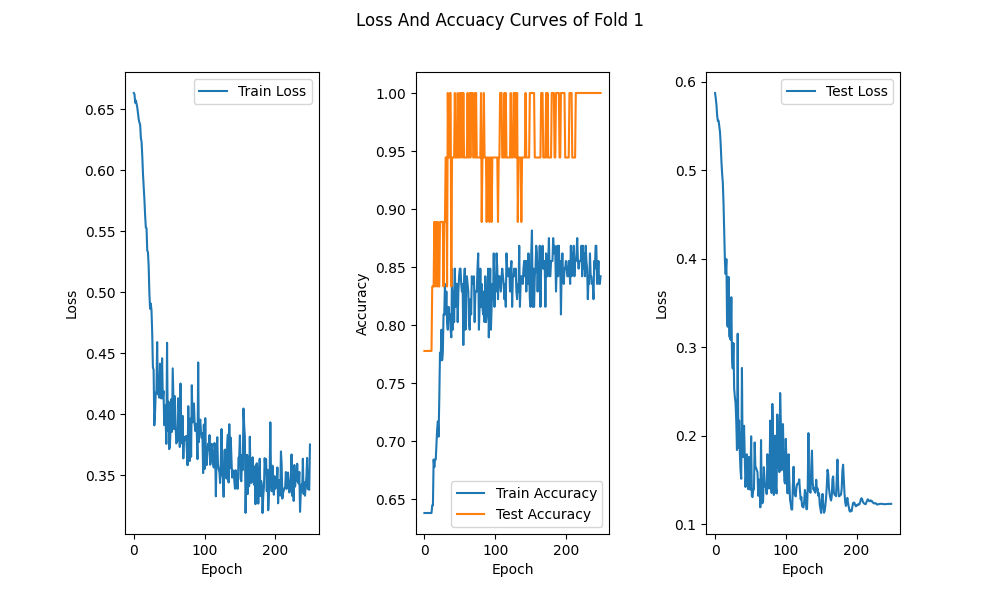 Loss And Accuacy Curves of Fold 1
Train Loss
0.65
0.60
0.55
0.50
0.45
0.40
0.35
Loss
0
100
200
Epoch
1.00
0.95
0.90
0.85
0.80
0.75
0.70
0.65
Accuracy
Train Accuracy
Test Accuracy
0
100
200
Epoch
Test Loss
0.6
0.5
0.4
0.3
0.2
0.1
Loss
0
100
200
Epoch